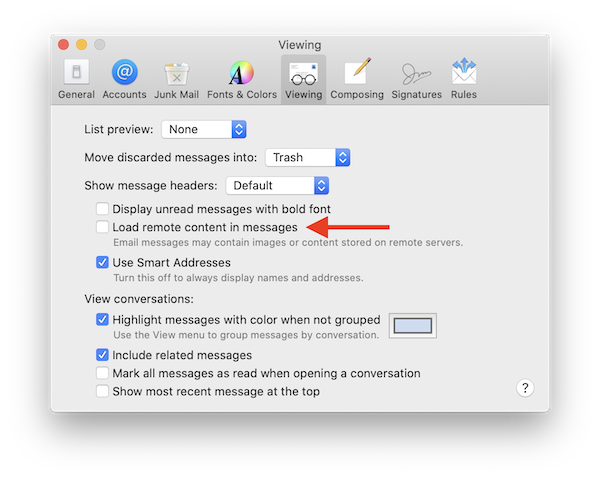 Viewing
General Accounts Junk Mail Fonts & Colors Viewing Composing Signatures Rules
List preview: None
Move discarded messages into: Trash
Show message headers: Default
Display unread messages with bold font
Load remote content in messages
Email messages may contain images or content stored on remote servers.
Use Smart Addresses
Turn this off to always display names and addresses.
View conversations:
Highlight messages with color when not grouped
Use the View menu to group messages by conversation.
Include related messages
Mark all messages as read when opening a conversation
Show most recent message at the top
?